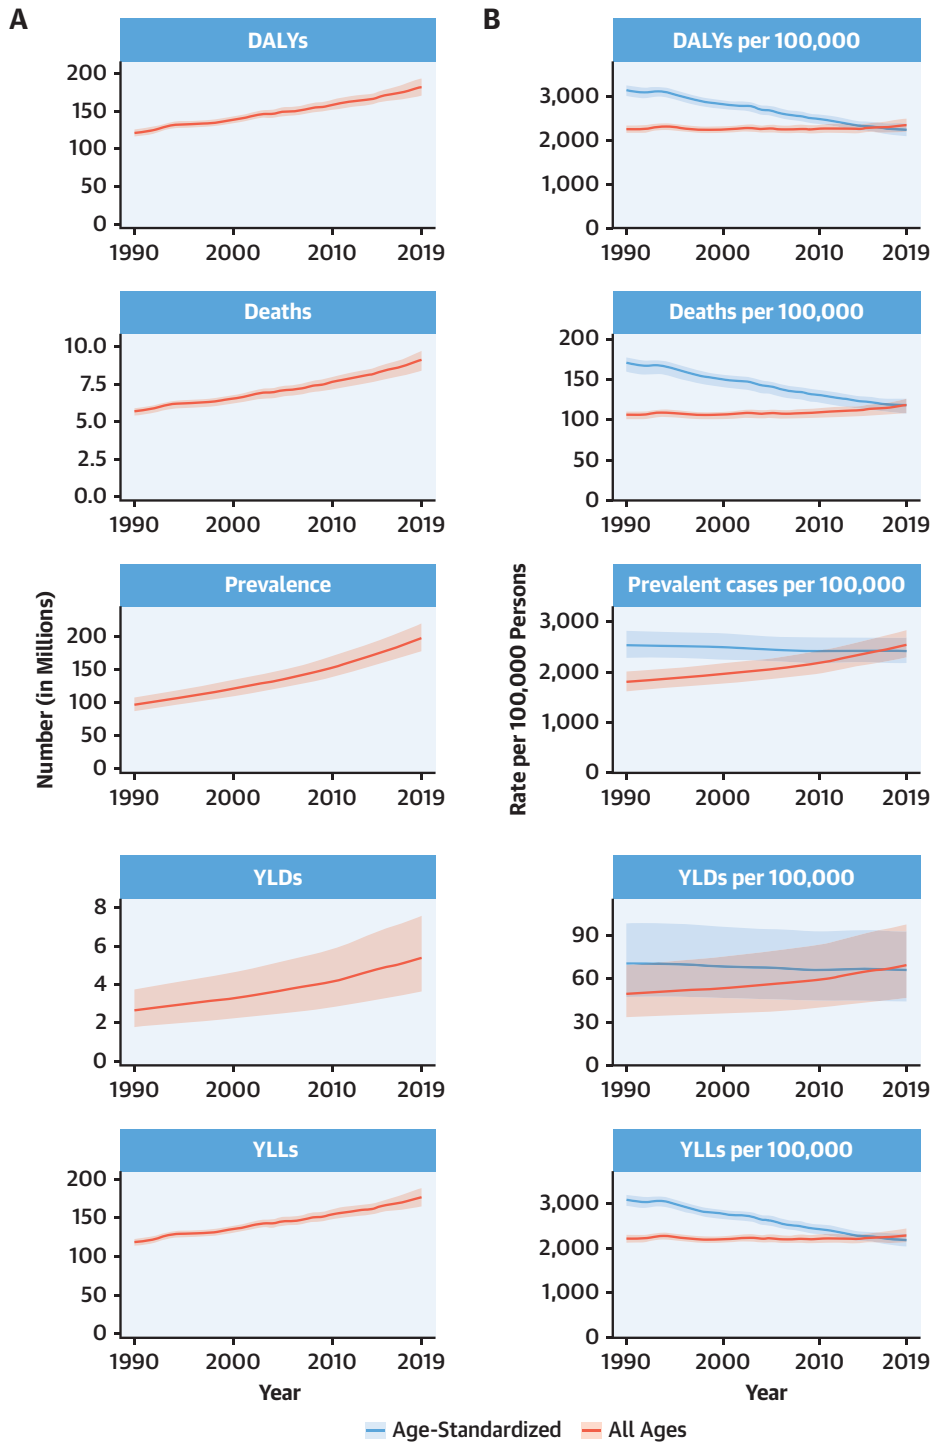 A
B
DALYs
200
150
100
50
0
1990 2000 2010 2019
DALYs per 100,000
3,000
2,000
1,000
0
1990 2000 2010 2019
Deaths
10.0
7.5
5.0
2.5
0.0
1990 2000 2010 2019
Deaths per 100,000
200
150
100
50
0
1990 2000 2010 2019
Number (in Millions)
Prevalence
200
150
100
50
0
1990 2000 2010 2019
Rate per 100,000 Persons
Prevalent cases per 100,000
3,000
2,000
1,000
0
1990 2000 2010 2019
YLDs
8
6
4
2
0
1990 2000 2010 2019
YLDs per 100,000
90
60
30
0
1990 2000 2010 2019
YLLs
200
150
100
50
0
1990 2000 2010 2019
Year
YLLs per 100,000
3,000
2,000
1,000
0
1990 2000 2010 2019
Year
Age-Standardized All Ages